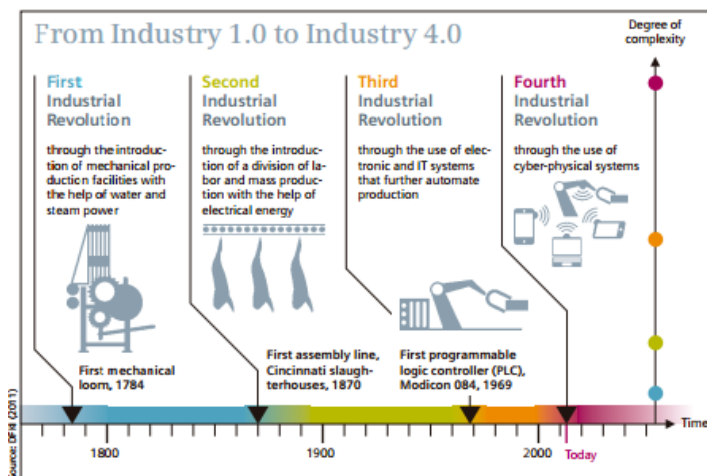 From Industry 1.0 to Industry 4.0
Degree of
complexity
First
Industrial
Revolution
through the introduc-
tion of mechanical pro-
duction facilities with
the help of water and
steam power
Second
Industrial
Revolution
through the introduc-
tion of a division of la-
bor and mass produc-
tion with the help of
electrical energy
Third
Industrial
Revolution
through the use of elec-
tronic and IT systems
that further automate
production
Fourth
Industrial
Revolution
through the use of
cyber-physical systems
First mechanical
loom, 1784
First assembly line,
Cincinnati slaugh-
terhouses, 1870
First programmable
logic controller (PLC),
Modicon 084, 1969
Time
1800
1900
2000
Today
Source: DFKI (2011)